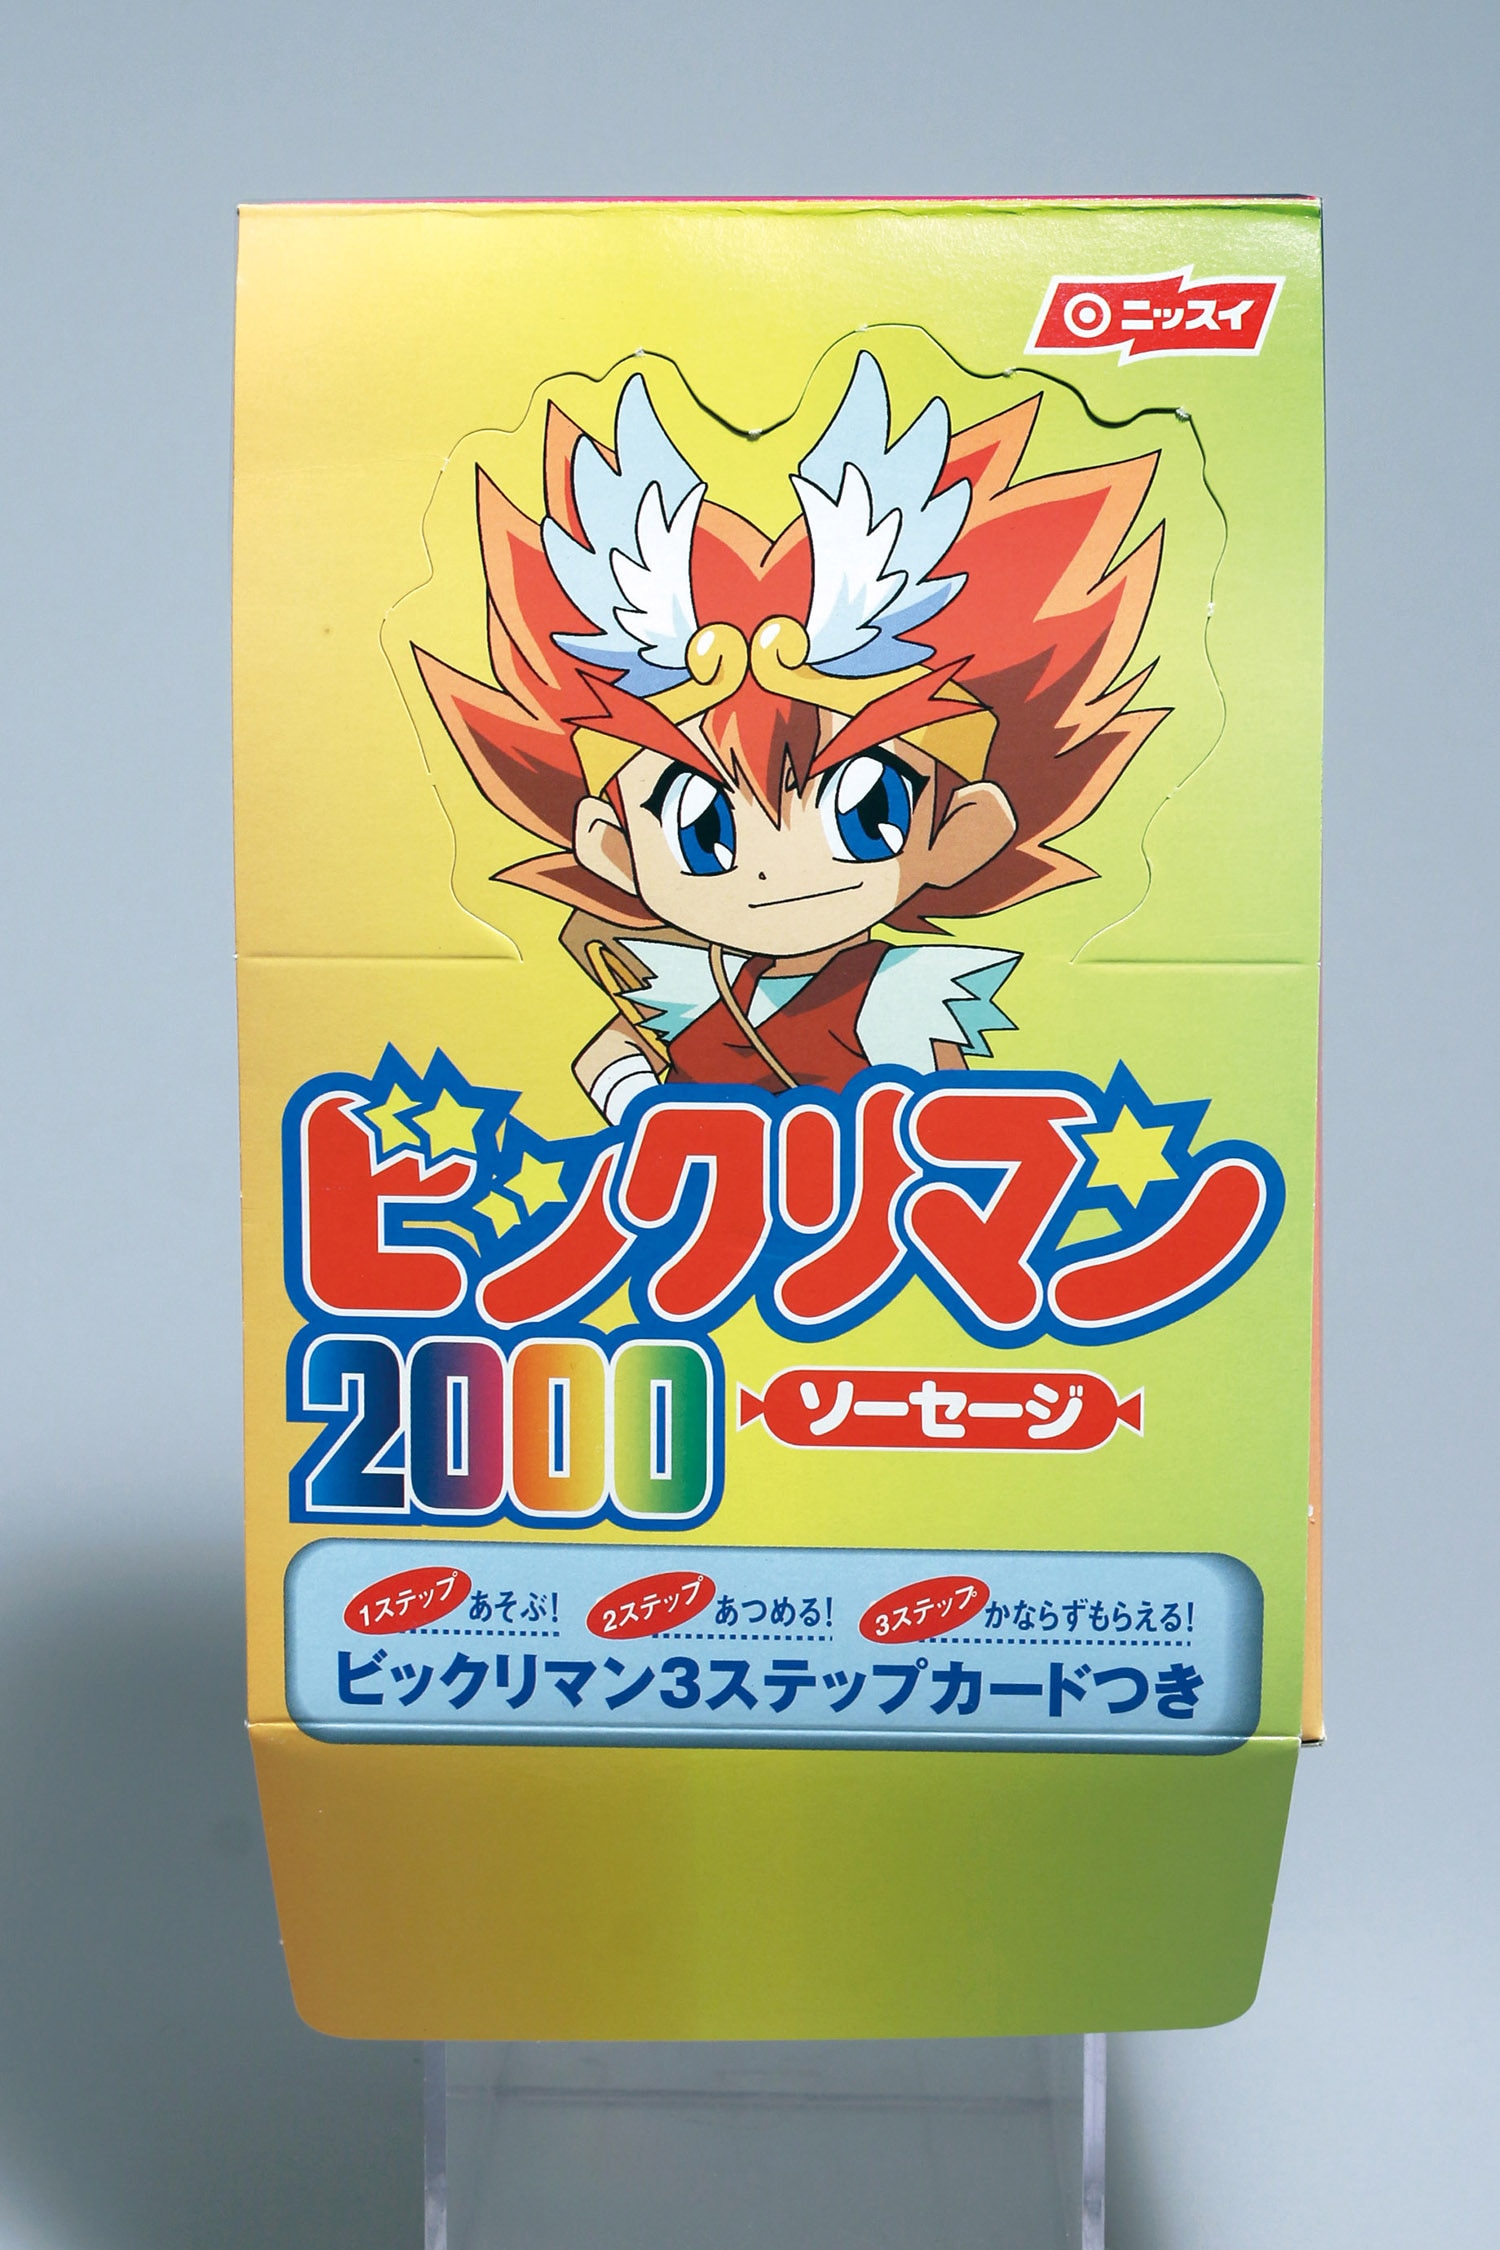 ニッスイ
ビックリマン
2000
ソーセージ
1ステップ あそぶ! 2ステップ あつめる! 3ステップ かならずもらえる!
ビックリマン3ステップカードつき